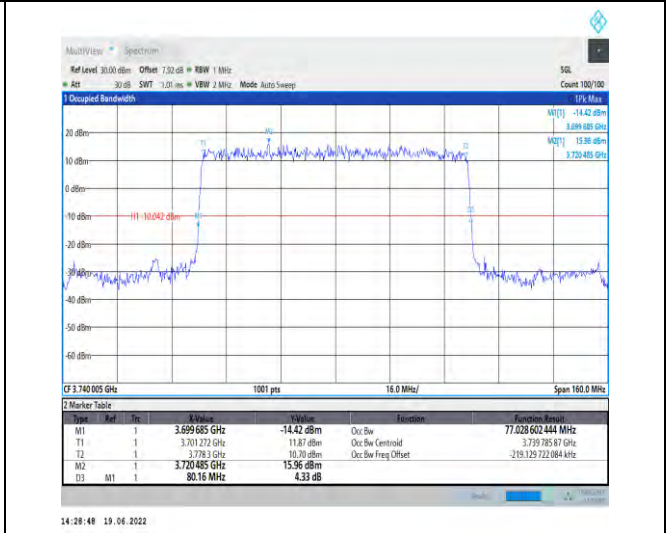 MultiView Spectrum
Ref Level 30.00 dBm Offset 7.92 dB RBW 1 MHz SGL
Att 30 dB SWT 1.01 ms VBW 2 MHz Mode Auto Sweep Count 100/100
1 Occupied Bandwidth 1Pk Max
M1[1] -14.42 dBm
3.699 685 GHz
M2[1] 15.96 dBm
3.720 485 GHz
20 dBm
M2
T1
T2
10 dBm
0 dBm
-10 dBm
H1 -10.042 dBm
-20 dBm
-30 dBm
-40 dBm
-50 dBm
-60 dBm
CF 3.740 005 GHz 1001 pts 16.0 MHz/ Span 160.0 MHz
2 Marker Table
Type Ref Trc X-Value Y-Value Function Function Result
M1 1 3.699 685 GHz -14.42 dBm Occ Bw 77.028 602 444 MHz
T1 1 3.701 272 GHz 11.87 dBm Occ Bw Centroid 3.739 785 87 GHz
T2 1 3.778 3 GHz 10.70 dBm Occ Bw Freq Offset -219.129 722 084 kHz
M2 1 3.720 485 GHz 15.96 dBm
D3 M1 1 80.16 MHz 4.33 dB
14:28:48 19.06.2022